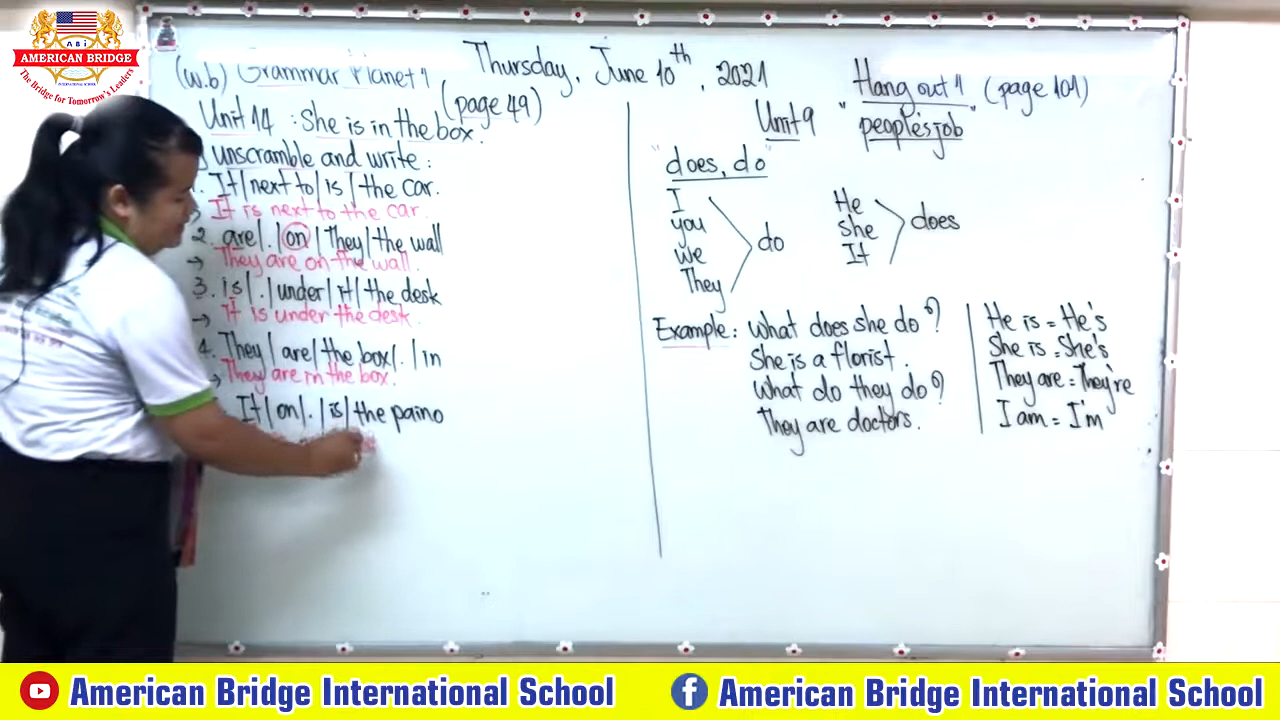 ABi
AMERICAN BRIDGE
INTERNATIONAL SCHOOL
The Bridge for Tomorrow's Leaders
Thursday, June 10th, 2021
(w.b) Grammar Planet 1
(page 49)
Unit 14 : She is in the box.
unscramble and write :
It / next to / is / the car.
It is next to the car.
2. are / . / on / They / the wall
→ They are on the wall.
3. is / . / under / it / the desk
→ It is under the desk.
4. They / are / the box / . / in
→ They are in the box.
It / on / . / is / the paino
Hang out 1 (page 101)
Unit 9 " people's job "
"does, do"
I
you
we
They
do
He
She
It
does
Example : What does she do?
She is a florist.
What do they do?
They are doctors.
He is = He's
She is = She's
They are = They're
I am = I'm
American Bridge International School
American Bridge International School